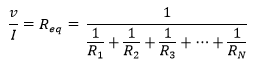 v/I = R_eq = 1 / (1/R_1 + 1/R_2 + 1/R_3 + ⋯ + 1/R_N)